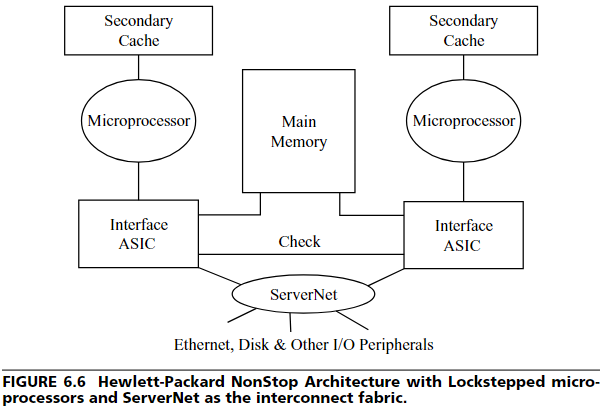 Secondary
Cache
Secondary
Cache
Microprocessor
Main
Memory
Microprocessor
Interface
ASIC
Interface
ASIC
Check
ServerNet
Ethernet, Disk & Other I/O Peripherals
FIGURE 6.6 Hewlett-Packard NonStop Architecture with Lockstepped micro-
processors and ServerNet as the interconnect fabric.